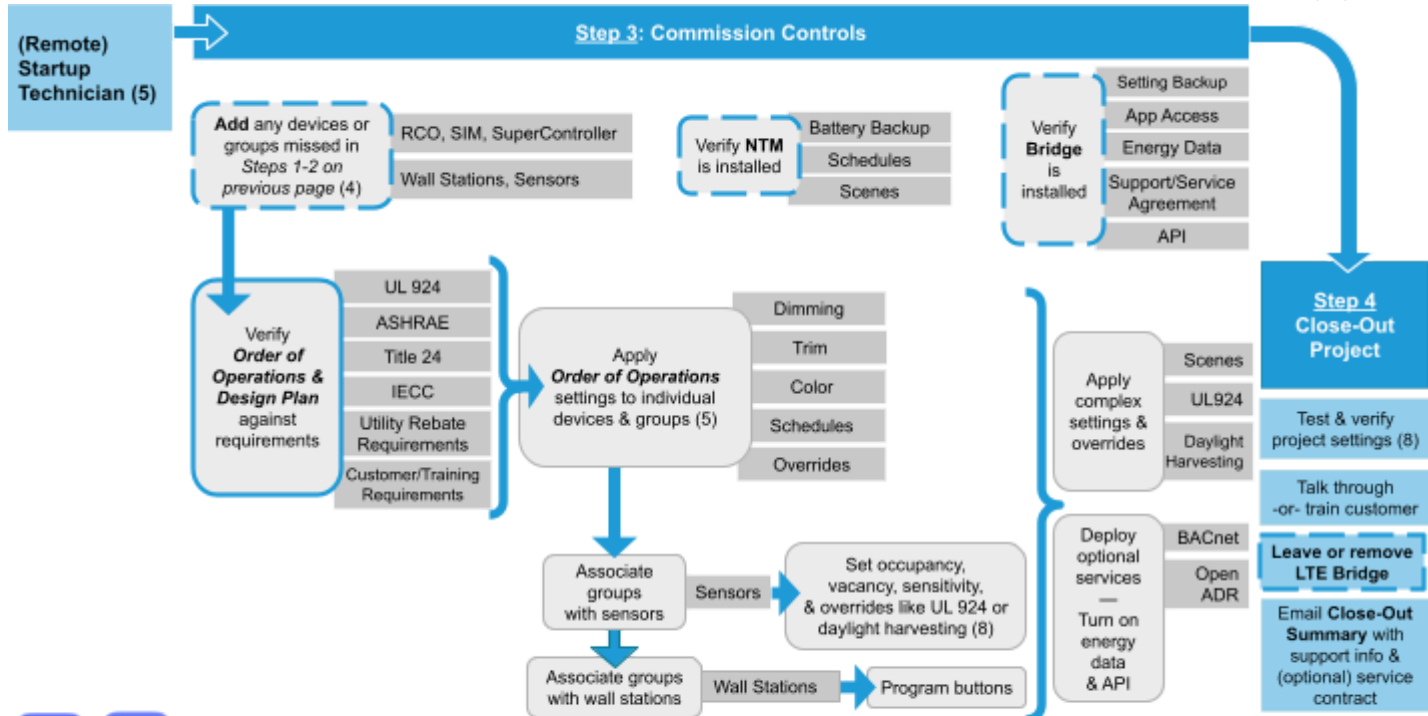 (Remote)
Startup
Technician (5)
Step 3: Commission Controls
Add any devices or
groups missed in
Steps 1-2 on
previous page (4)
RCO, SIM, SuperController
Wall Stations, Sensors
Verify NTM
is installed
Battery Backup
Schedules
Scenes
Verify
Bridge
is
installed
Setting Backup
App Access
Energy Data
Support/Service
Agreement
API
Verify
Order of
Operations &
Design Plan
against
requirements
UL 924
ASHRAE
Title 24
IECC
Utility Rebate
Requirements
Customer/Training
Requirements
Apply
Order of Operations
settings to individual
devices & groups (5)
Dimming
Trim
Color
Schedules
Overrides
Associate
groups
with sensors
Sensors
Set occupancy,
vacancy, sensitivity,
& overrides like UL 924 or
daylight harvesting (8)
Associate groups
with wall stations
Wall Stations
Program buttons
Apply
complex
settings &
overrides
Scenes
UL924
Daylight
Harvesting
Deploy
optional
services
—
Turn on
energy
data
& API
BACnet
Open
ADR
Step 4
Close-Out
Project
Test & verify
project settings (8)
Talk through
-or- train customer
Leave or remove
LTE Bridge
Email Close-Out
Summary with
support info &
(optional) service
contract